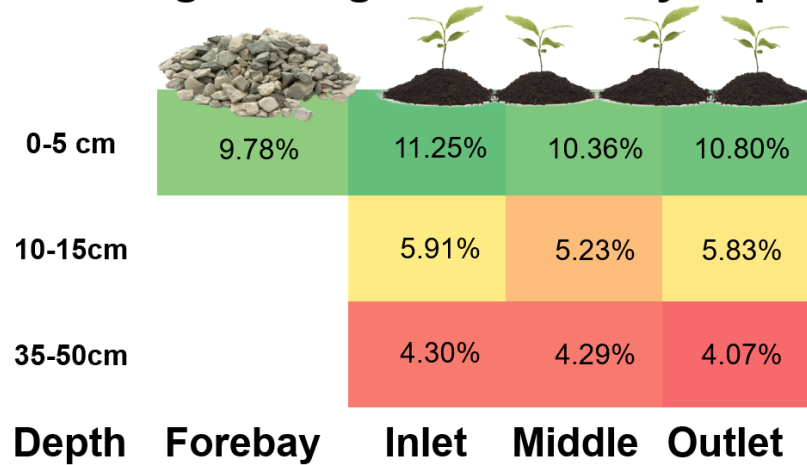 0-5 cm 9.78% 11.25% 10.36% 10.80%
10-15cm 5.91% 5.23% 5.83%
35-50cm 4.30% 4.29% 4.07%
Depth Forebay Inlet Middle Outlet